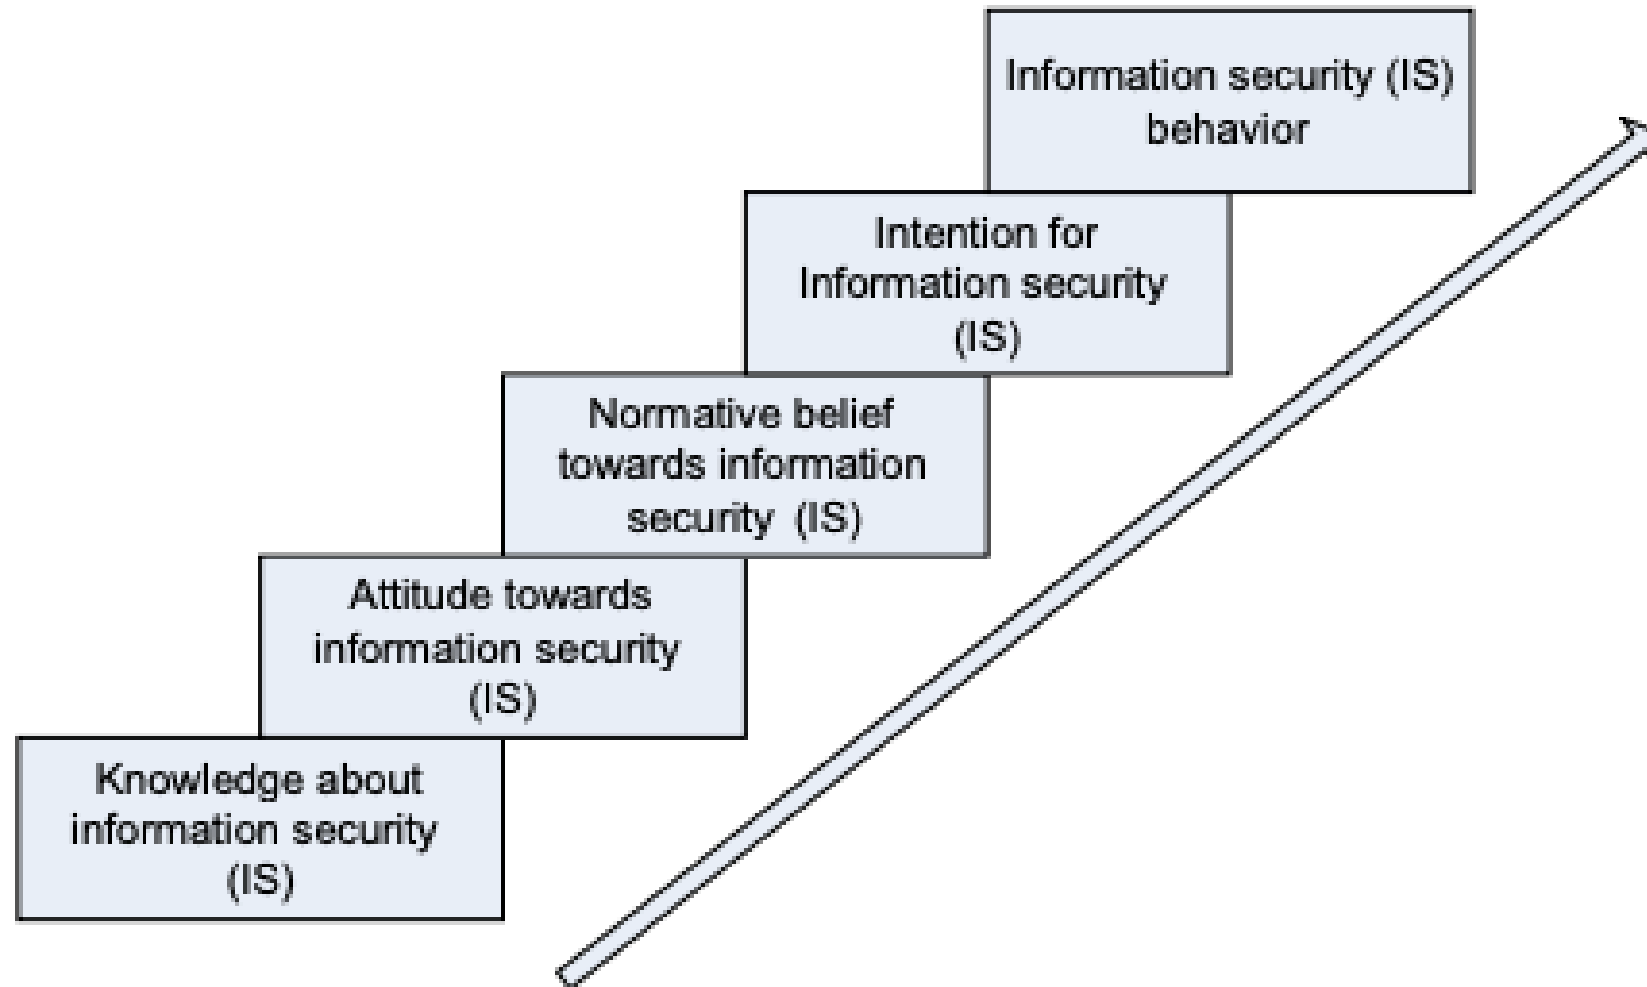 Information security (IS)
behavior
Intention for
Information security
(IS)
Normative belief
towards information
security (IS)
Attitude towards
information security
(IS)
Knowledge about
information security
(IS)